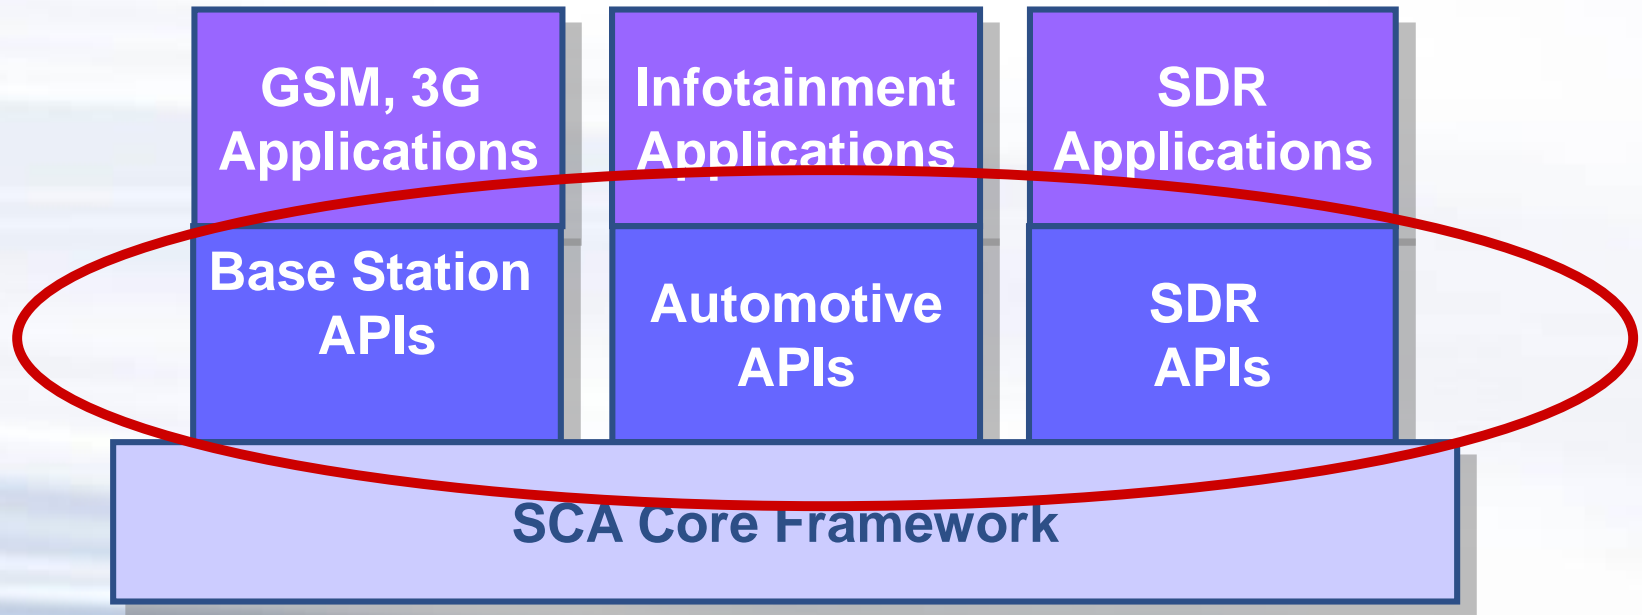 GSM, 3G
Applications
Infotainment
Applications
SDR
Applications
Base Station
APIs
Automotive
APIs
SDR
APIs
SCA Core Framework